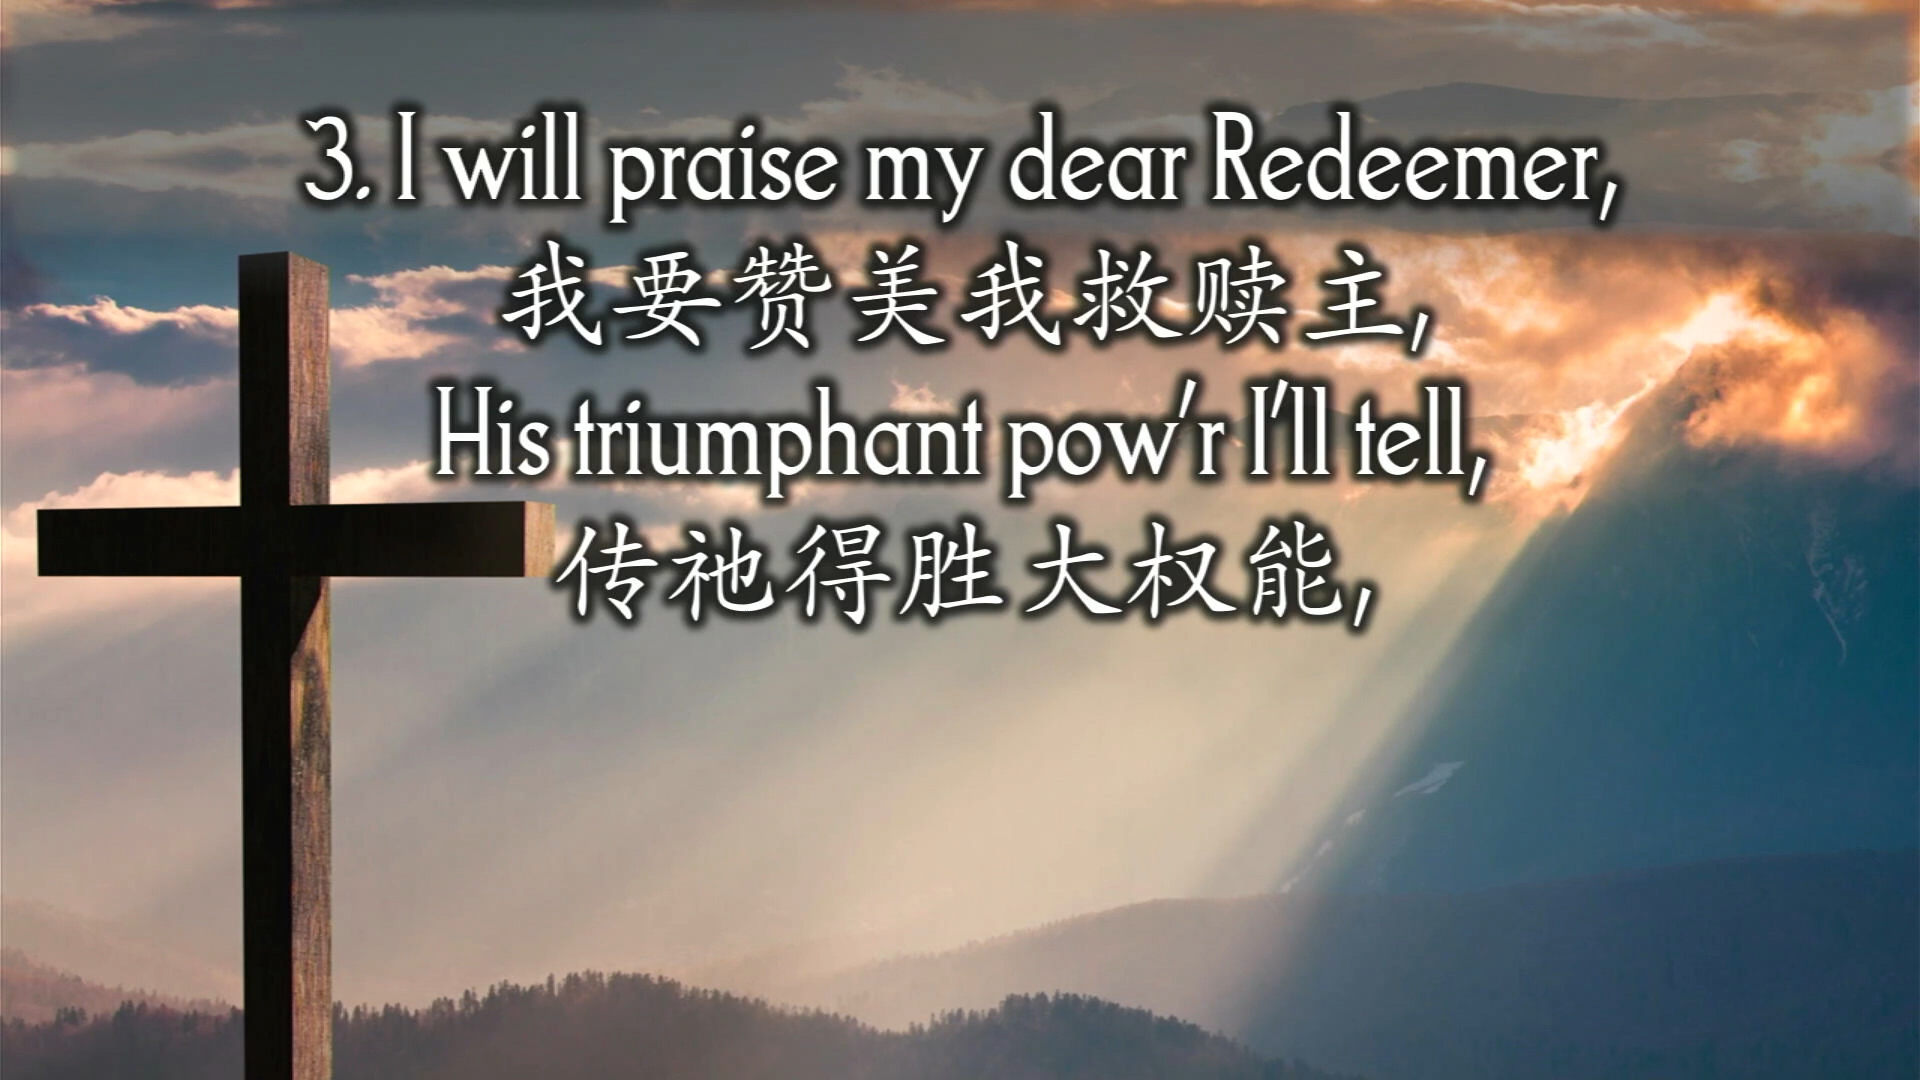 3. I will praise my dear Redeemer,
我要赞美我救赎主,
His triumphant pow'r I'll tell,
传祂得胜大权能,